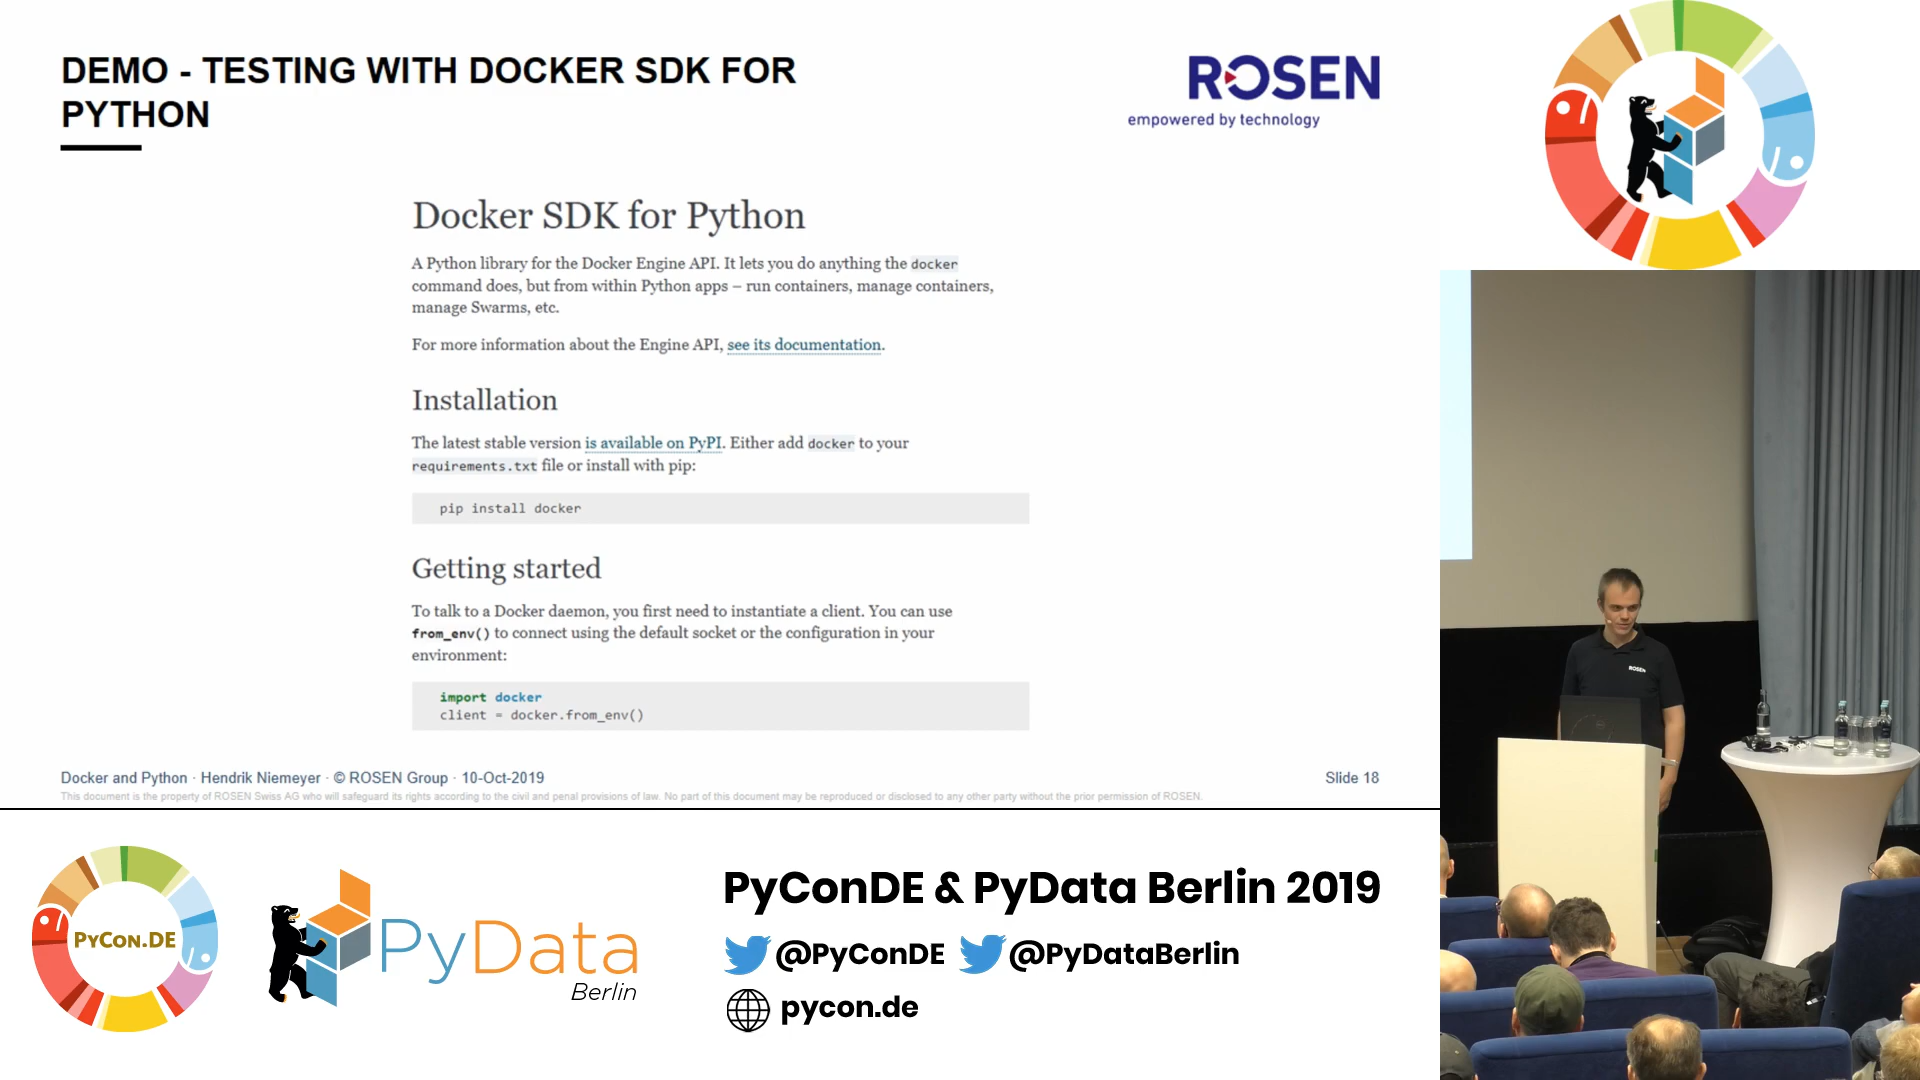 DEMO - TESTING WITH DOCKER SDK FOR
PYTHON
ROSEN
empowered by technology
Docker SDK for Python
A Python library for the Docker Engine API. It lets you do anything the docker
command does, but from within Python apps – run containers, manage containers,
manage Swarms, etc.
For more information about the Engine API, see its documentation.
Installation
The latest stable version is available on PyPI. Either add docker to your
requirements.txt file or install with pip:
pip install docker
Getting started
To talk to a Docker daemon, you first need to instantiate a client. You can use
from_env() to connect using the default socket or the configuration in your
environment:
import docker
client = docker.from_env()
Docker and Python · Hendrik Niemeyer · © ROSEN Group · 10-Oct-2019
Slide 18
This document is the property of ROSEN Swiss AG who will safeguard its rights according to the civil and penal provisions of law. No part of this document may be reproduced or disclosed to any other party without the prior permission of ROSEN.
ROSEN
PYCON.DE
PyData
Berlin
PyConDE & PyData Berlin 2019
@PyConDE @PyDataBerlin
pycon.de